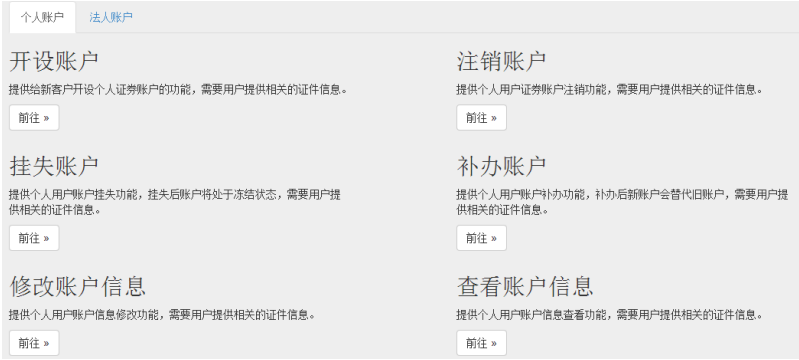 个人账户 法人账户
开设账户
提供给新客户开设个人证券账户的功能，需要用户提供相关的证件信息。
前往 »
注销账户
提供个人用户证券账户注销功能，需要用户提供相关的证件信息。
前往 »
挂失账户
提供个人用户账户挂失功能，挂失后账户将处于冻结状态，需要用户提
供相关的证件信息。
前往 »
补办账户
提供个人用户账户补办功能，补办后新账户会替代旧账户，需要用户提
供相关的证件信息。
前往 »
修改账户信息
提供个人用户账户信息修改功能，需要用户提供相关的证件信息。
前往 »
查看账户信息
提供个人用户账户信息查看功能，需要用户提供相关的证件信息。
前往 »